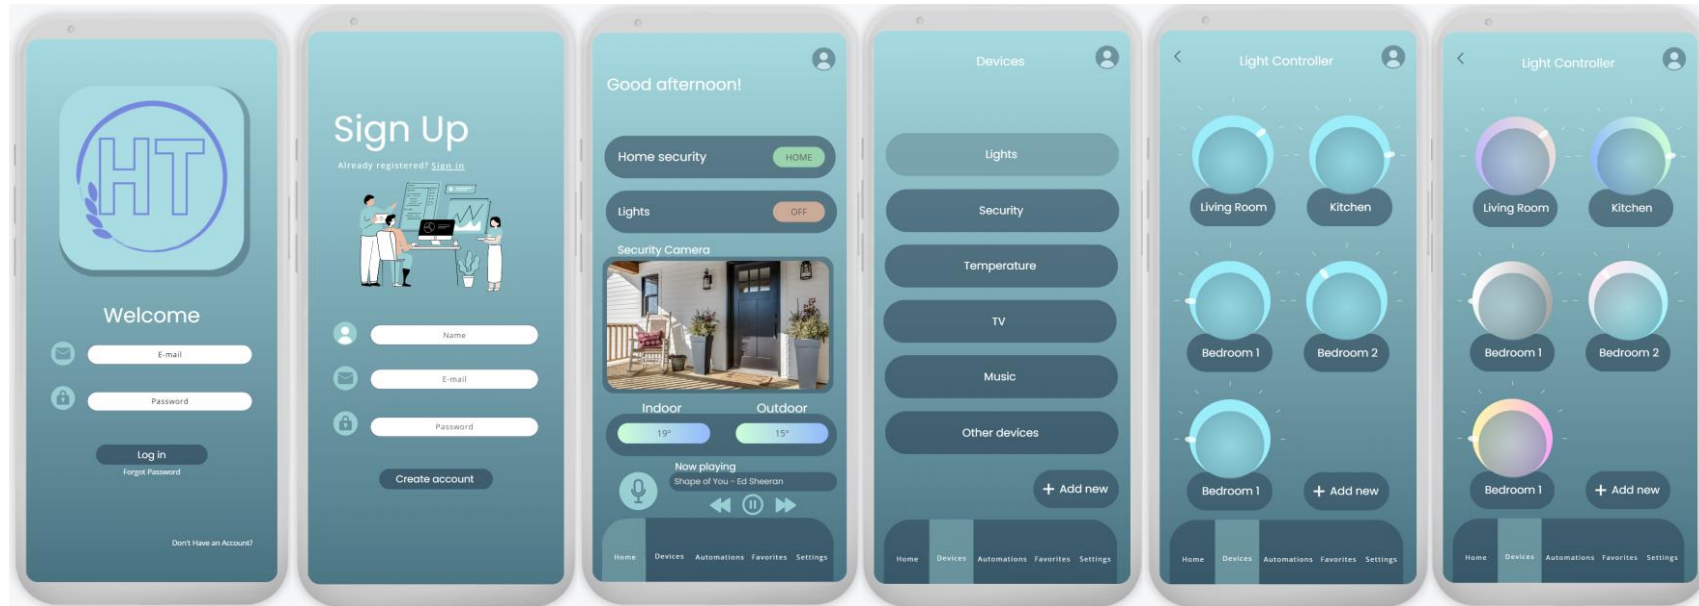 HT
Welcome
E-mail
Password
Log in
Forgot Password
Don't Have an Account?
Sign Up
Already registered? Sign in
Name
E-mail
Password
Create account
Good afternoon!
Home security HOME
Lights OFF
Security Camera
Indoor Outdoor
19° 15°
Now playing
Shape of You - Ed Sheeran
Home Devices Automations Favorites Settings
Devices
Lights
Security
Temperature
TV
Music
Other devices
+ Add new
Home Devices Automations Favorites Settings
Light Controller
Living Room Kitchen
Bedroom 1 Bedroom 2
Bedroom 1 + Add new
Home Devices Automations Favorites Settings
Light Controller
Living Room Kitchen
Bedroom 1 Bedroom 2
Bedroom 1 + Add new
Home Devices Automations Favorites Settings